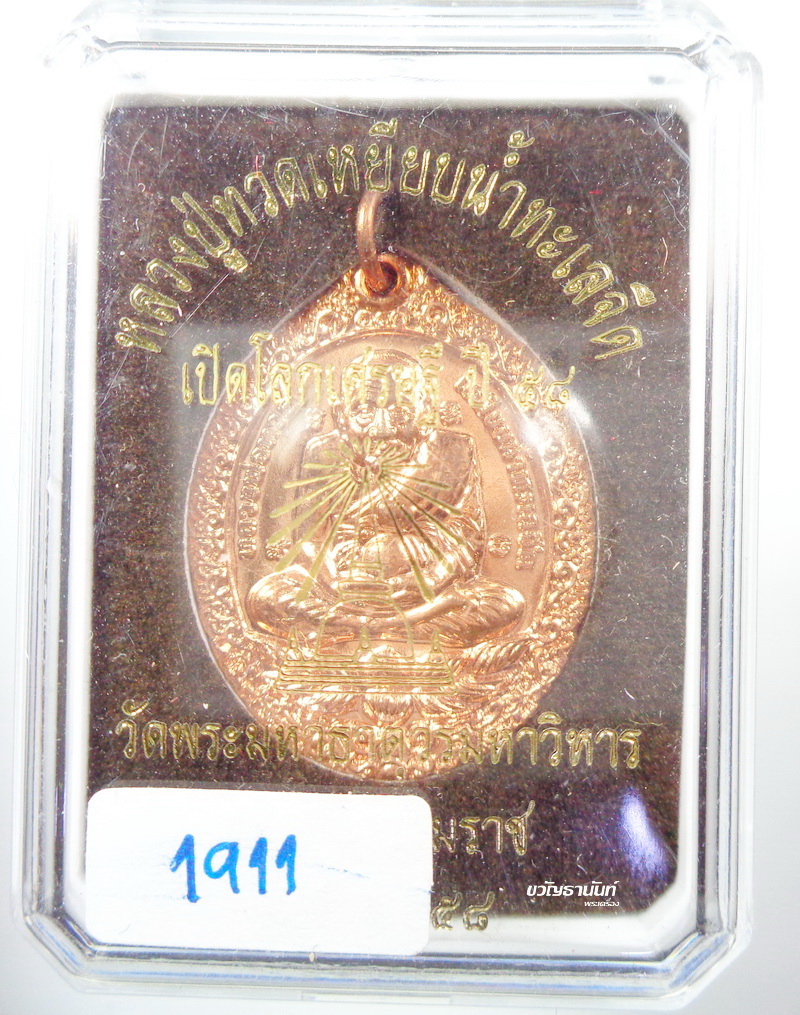 หลวงปู่ทวดเหยียบน้ำทะเลจืด
เปิดโลกเศรษฐี ปี ๕๘
วัดพระมหาธาตุวรมหาวิหาร
มราช
๕๘
1911
ขวัญธานันท์
พระเครื่อง